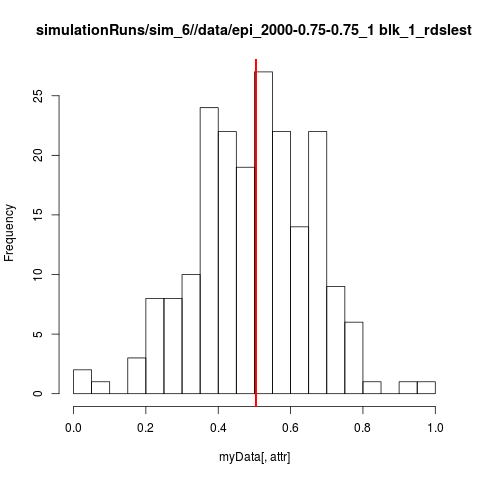 simulationRuns/sim_6//data/epi_2000-0.75-0.75_1 blk_1_rdslest
Frequency
25
20
15
10
5
0
0.0 0.2 0.4 0.6 0.8 1.0
myData[, attr]